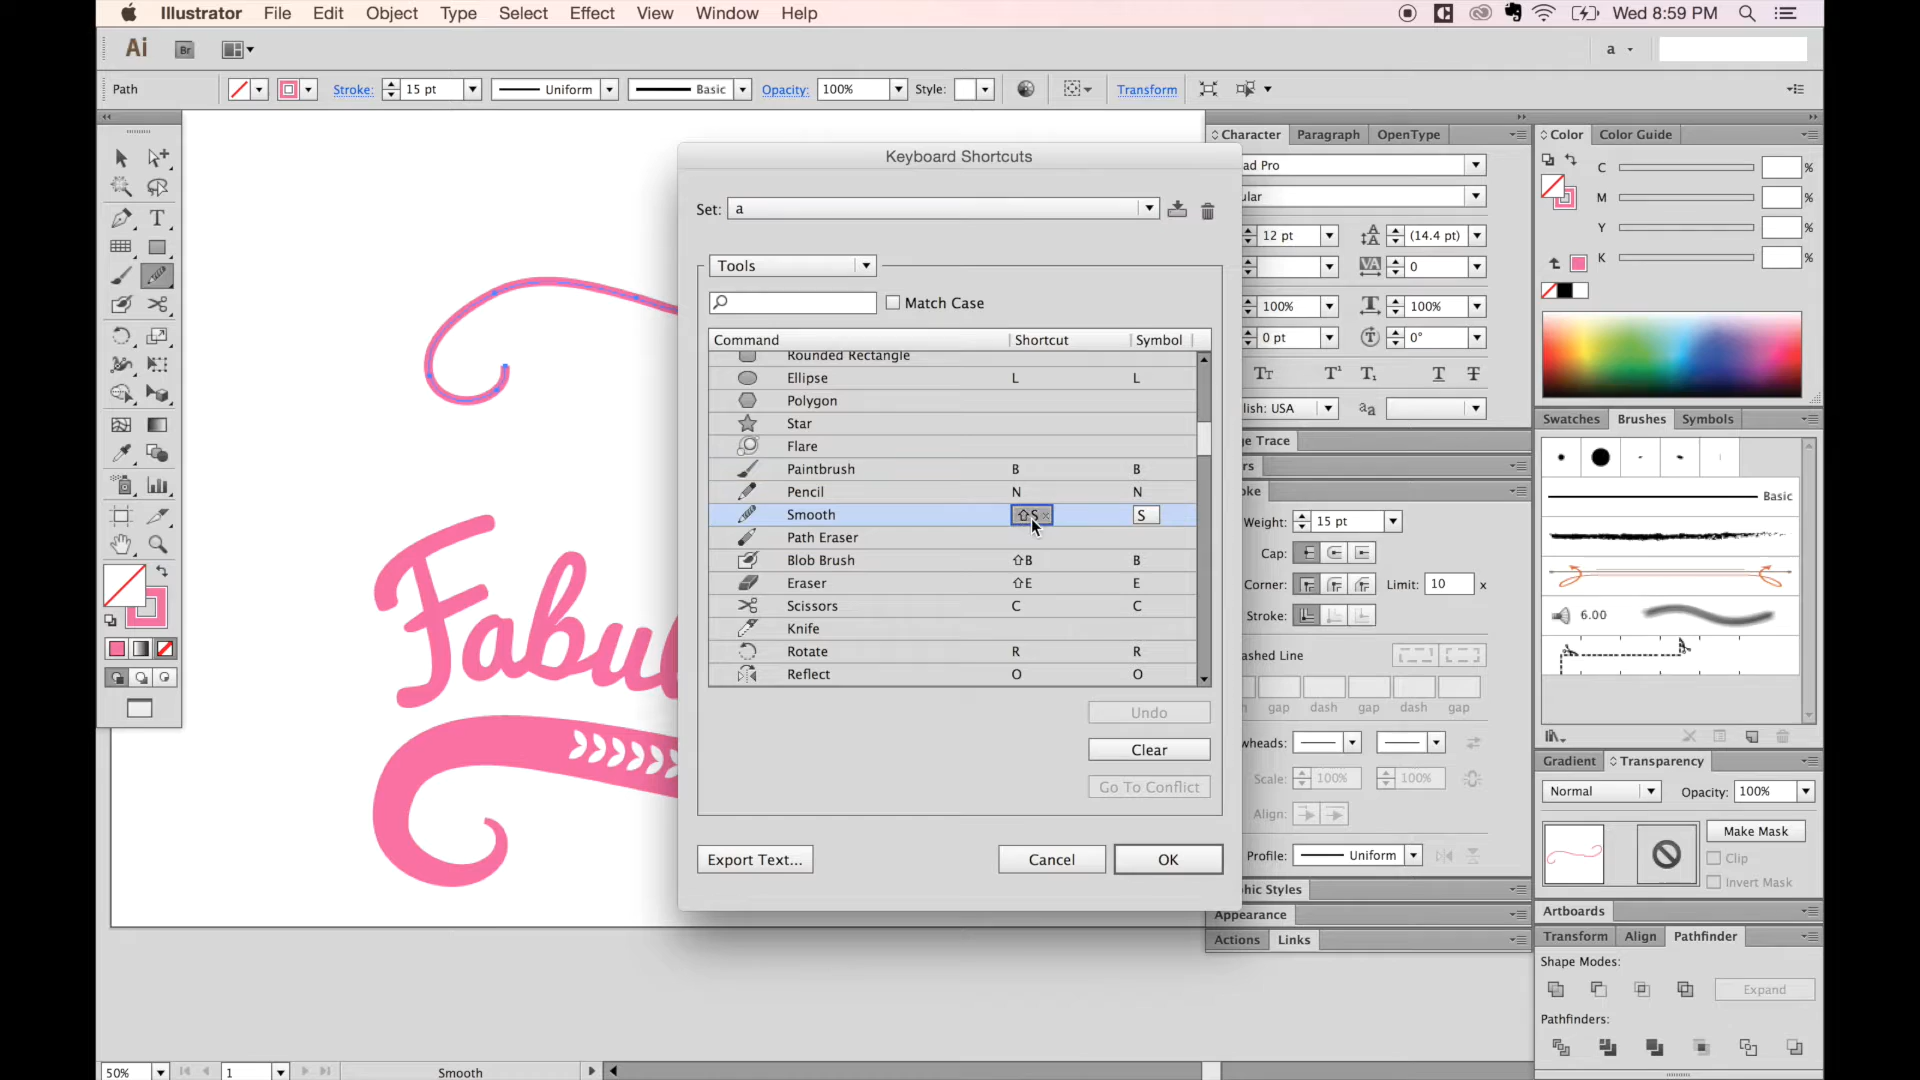 Illustrator File Edit Object Type Select Effect View Window Help
Wed 8:59 PM
Ai Br
a
Path
Stroke: 15 pt Uniform Basic Opacity: 100% Style: Transform
Keyboard Shortcuts
Set: a
Tools
Match Case
Command Shortcut Symbol
Rounded Rectangle
Ellipse L L
Polygon
Star
Flare
Paintbrush B B
Pencil N N
Smooth ⇧S S
Path Eraser
Blob Brush ⇧B B
Eraser ⇧E E
Scissors C C
Knife
Rotate R R
Reflect O O
Undo
Clear
Go To Conflict
Export Text... Cancel OK
Fabul
Character Paragraph OpenType
ad Pro
ular
12 pt (14.4 pt)
0
100% 100%
0 pt 0°
lish: USA
ge Trace
rs
oke
Weight: 15 pt
Cap:
Corner: Limit: 10 x
Stroke:
ashed Line
gap dash gap dash gap
wheads:
Scale: 100% 100%
Align:
Profile: Uniform
phic Styles
Appearance
Actions Links
Color Color Guide
C %
M %
Y %
K %
Swatches Brushes Symbols
Basic
6.00
Gradient Transparency
Normal Opacity: 100%
Make Mask
Clip
Invert Mask
Artboards
Transform Align Pathfinder
Shape Modes:
Expand
Pathfinders:
50% 1 Smooth